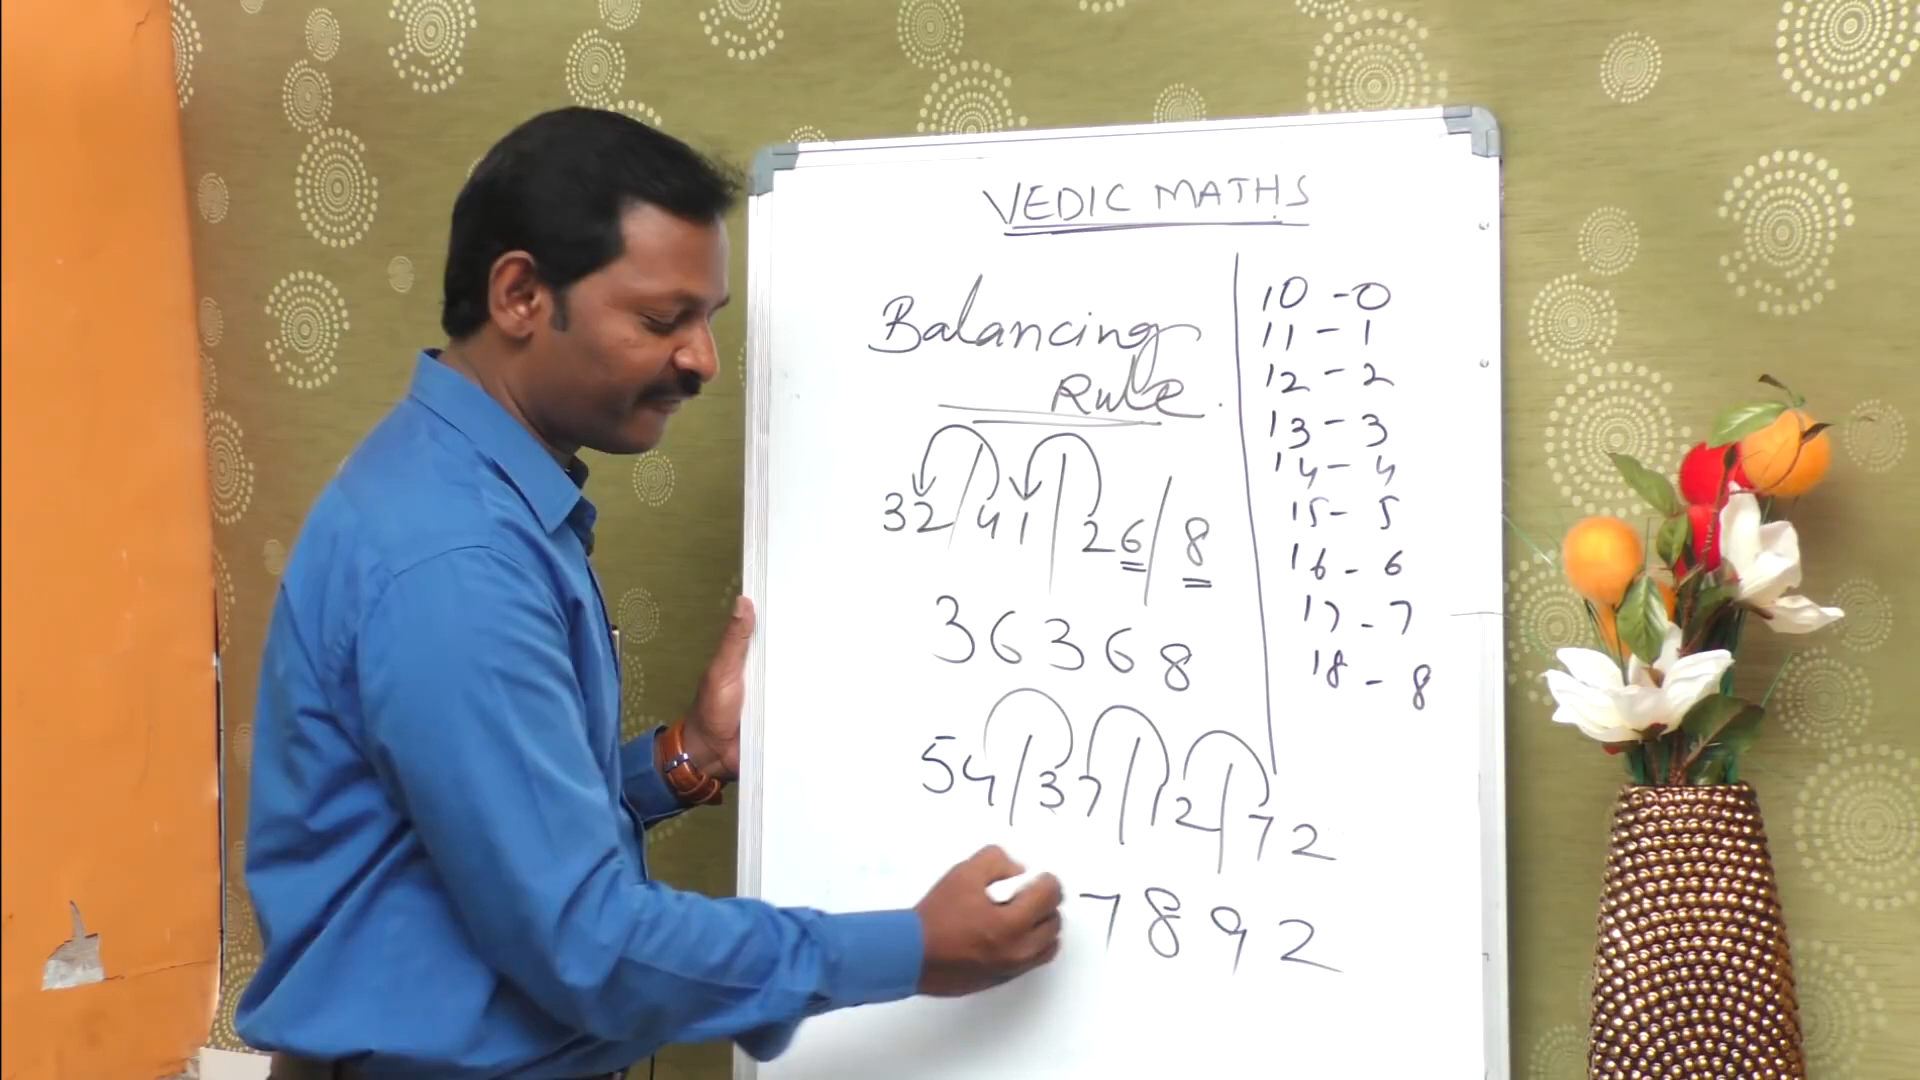 VEDIC MATHS
Balancing
Rule.
32/41/26/8
36368
54/37/12/72
7892
10 - 0
11 - 1
12 - 2
13 - 3
14 - 4
15 - 5
16 - 6
17 - 7
18 - 8